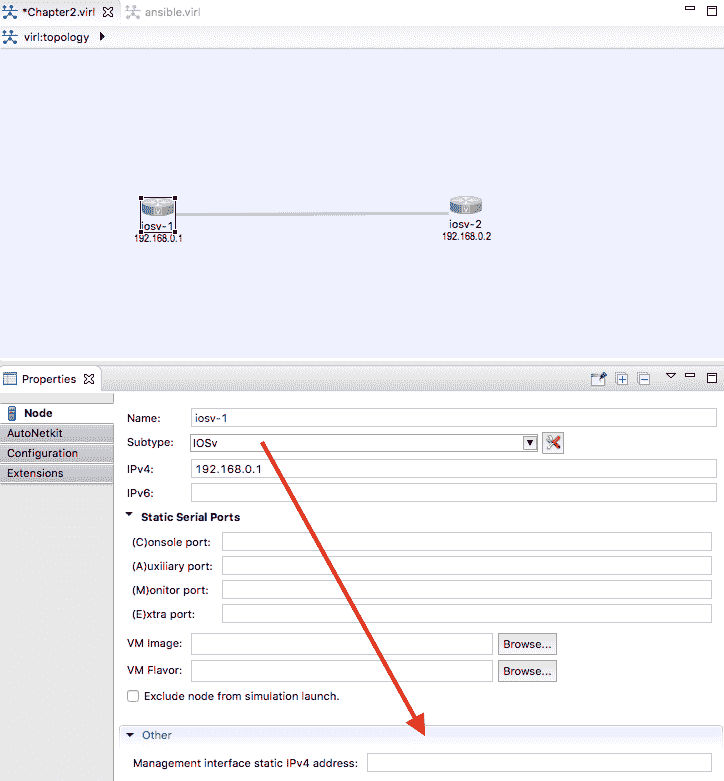 *Chapter2.virl
ansible.virl
virl:topology
iosv-1
192.168.0.1
iosv-2
192.168.0.2
Properties
Node
AutoNetkit
Configuration
Extensions
Name: iosv-1
Subtype: IOSv
IPv4: 192.168.0.1
IPv6:
Static Serial Ports
(C)onsole port:
(A)uxiliary port:
(M)onitor port:
(E)xtra port:
VM Image: Browse...
VM Flavor: Browse...
Exclude node from simulation launch.
Other
Management interface static IPv4 address: